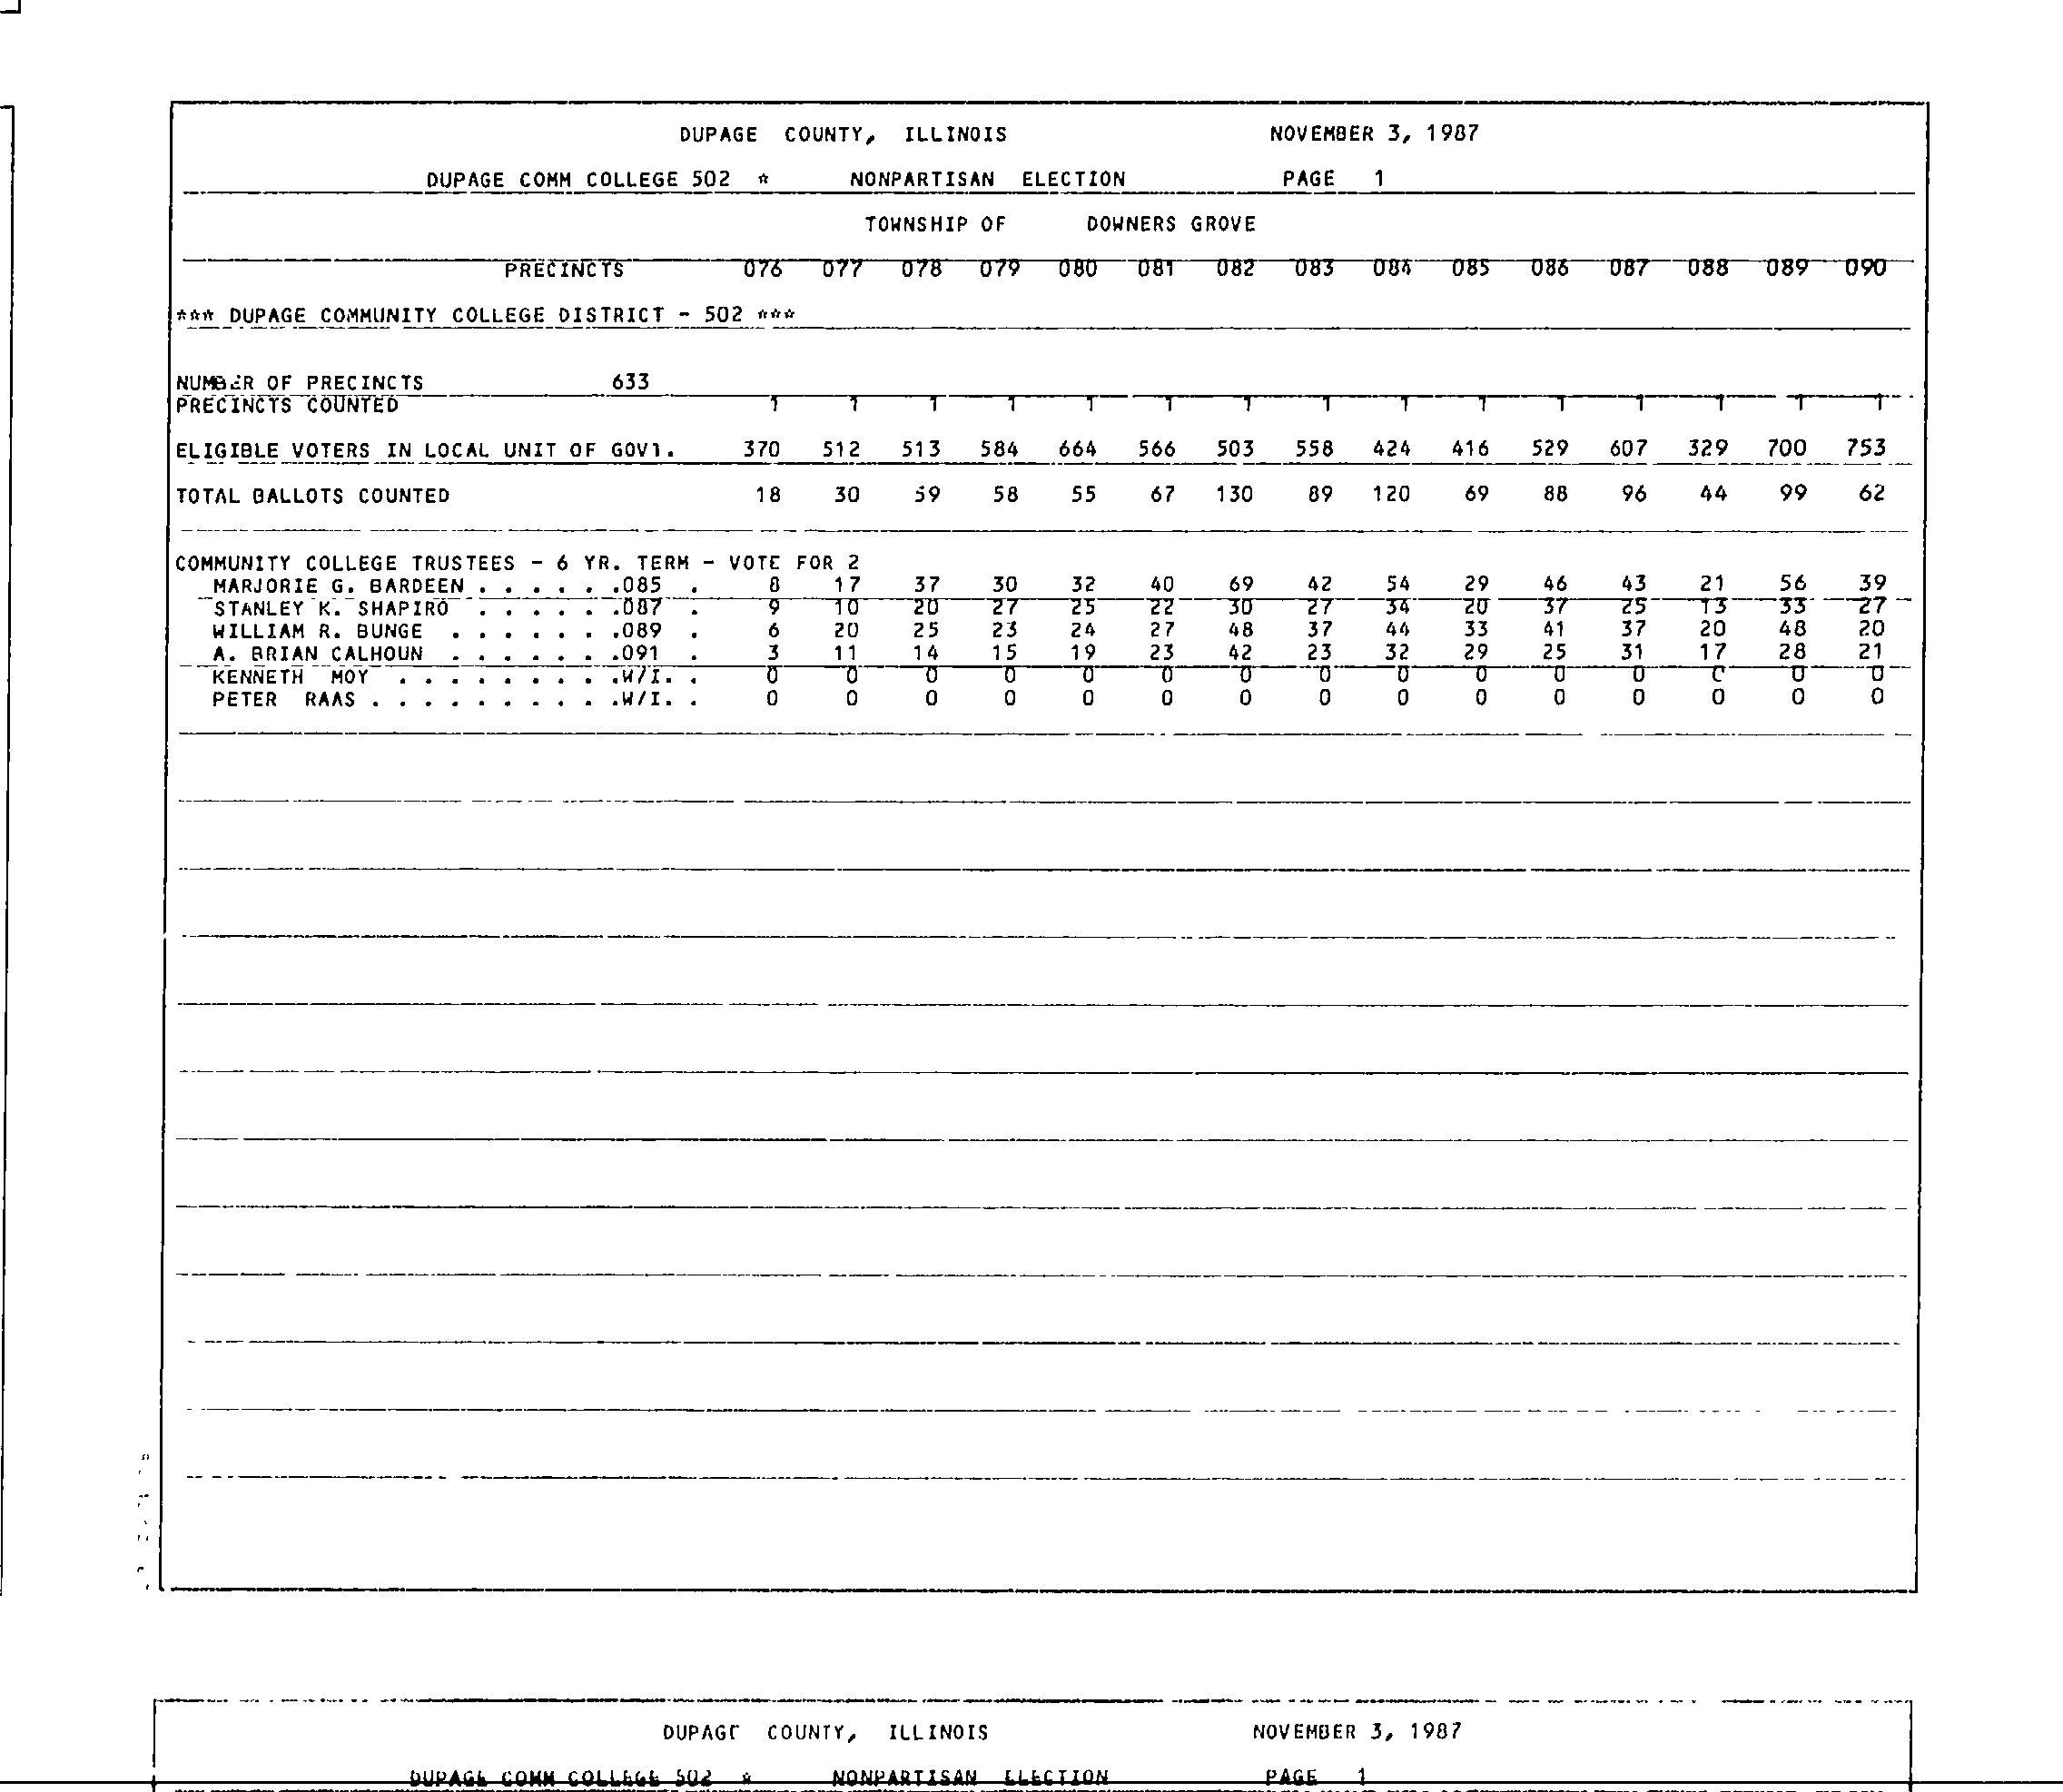 DUPAGE COUNTY, ILLINOIS NOVEMBER 3, 1987
DUPAGE COMM COLLEGE 502 * NONPARTISAN ELECTION PAGE 1
TOWNSHIP OF DOWNERS GROVE
PRECINCTS 076 077 078 079 080 081 082 083 084 085 086 087 088 089 090
*** DUPAGE COMMUNITY COLLEGE DISTRICT - 502 ***
NUMBER OF PRECINCTS 633
PRECINCTS COUNTED 1 1 1 1 1 1 1 1 1 1 1 1 1 1 1
ELIGIBLE VOTERS IN LOCAL UNIT OF GOVT. 370 512 513 584 664 566 503 558 424 416 529 607 329 700 753
TOTAL BALLOTS COUNTED 18 30 59 58 55 67 130 89 120 69 88 96 44 99 62
COMMUNITY COLLEGE TRUSTEES - 6 YR. TERM - VOTE FOR 2
MARJORIE G. BARDEEN . . . . . .085 . 8 17 37 30 32 40 69 42 54 29 46 43 21 56 39
STANLEY K. SHAPIRO . . . . . .087 . 9 10 20 27 25 22 30 27 34 20 37 25 13 33 27
WILLIAM R. BUNGE . . . . . . .089 . 6 20 25 23 24 27 48 37 44 33 41 37 20 48 20
A. BRIAN CALHOUN . . . . . . .091 . 3 11 14 15 19 23 42 23 32 29 25 31 17 28 21
KENNETH MOY . . . . . . . . .W/I. . 0 0 0 0 0 0 0 0 0 0 0 0 0 0 0
PETER RAAS . . . . . . . . . .W/I. . 0 0 0 0 0 0 0 0 0 0 0 0 0 0 0
DUPAGE COUNTY, ILLINOIS NOVEMBER 3, 1987
DUPAGE COMM COLLEGE 502 * NONPARTISAN ELECTION PAGE 1